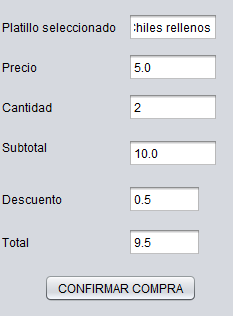 Platillo seleccionado chiles rellenos
Precio 5.0
Cantidad 2
Subtotal 10.0
Descuento 0.5
Total 9.5
CONFIRMAR COMPRA